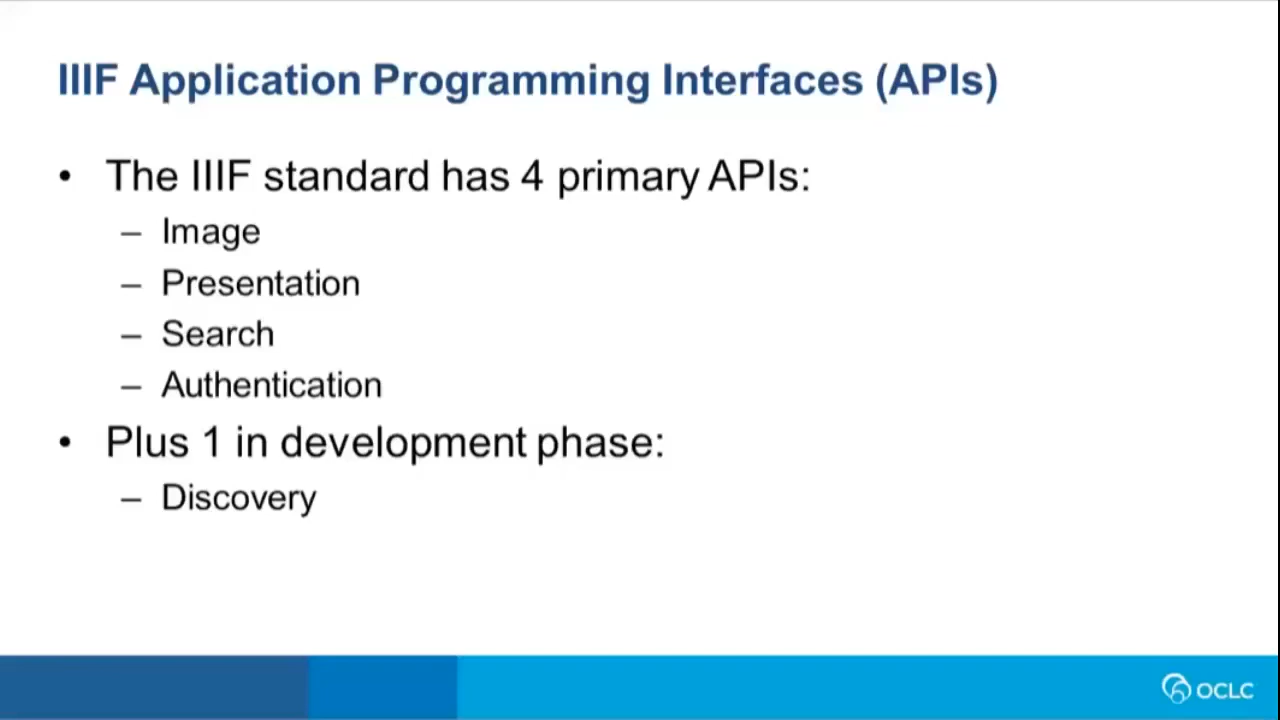 IIIF Application Programming Interfaces (APIs)
• The IIIF standard has 4 primary APIs:
– Image
– Presentation
– Search
– Authentication
• Plus 1 in development phase:
– Discovery
OCLC